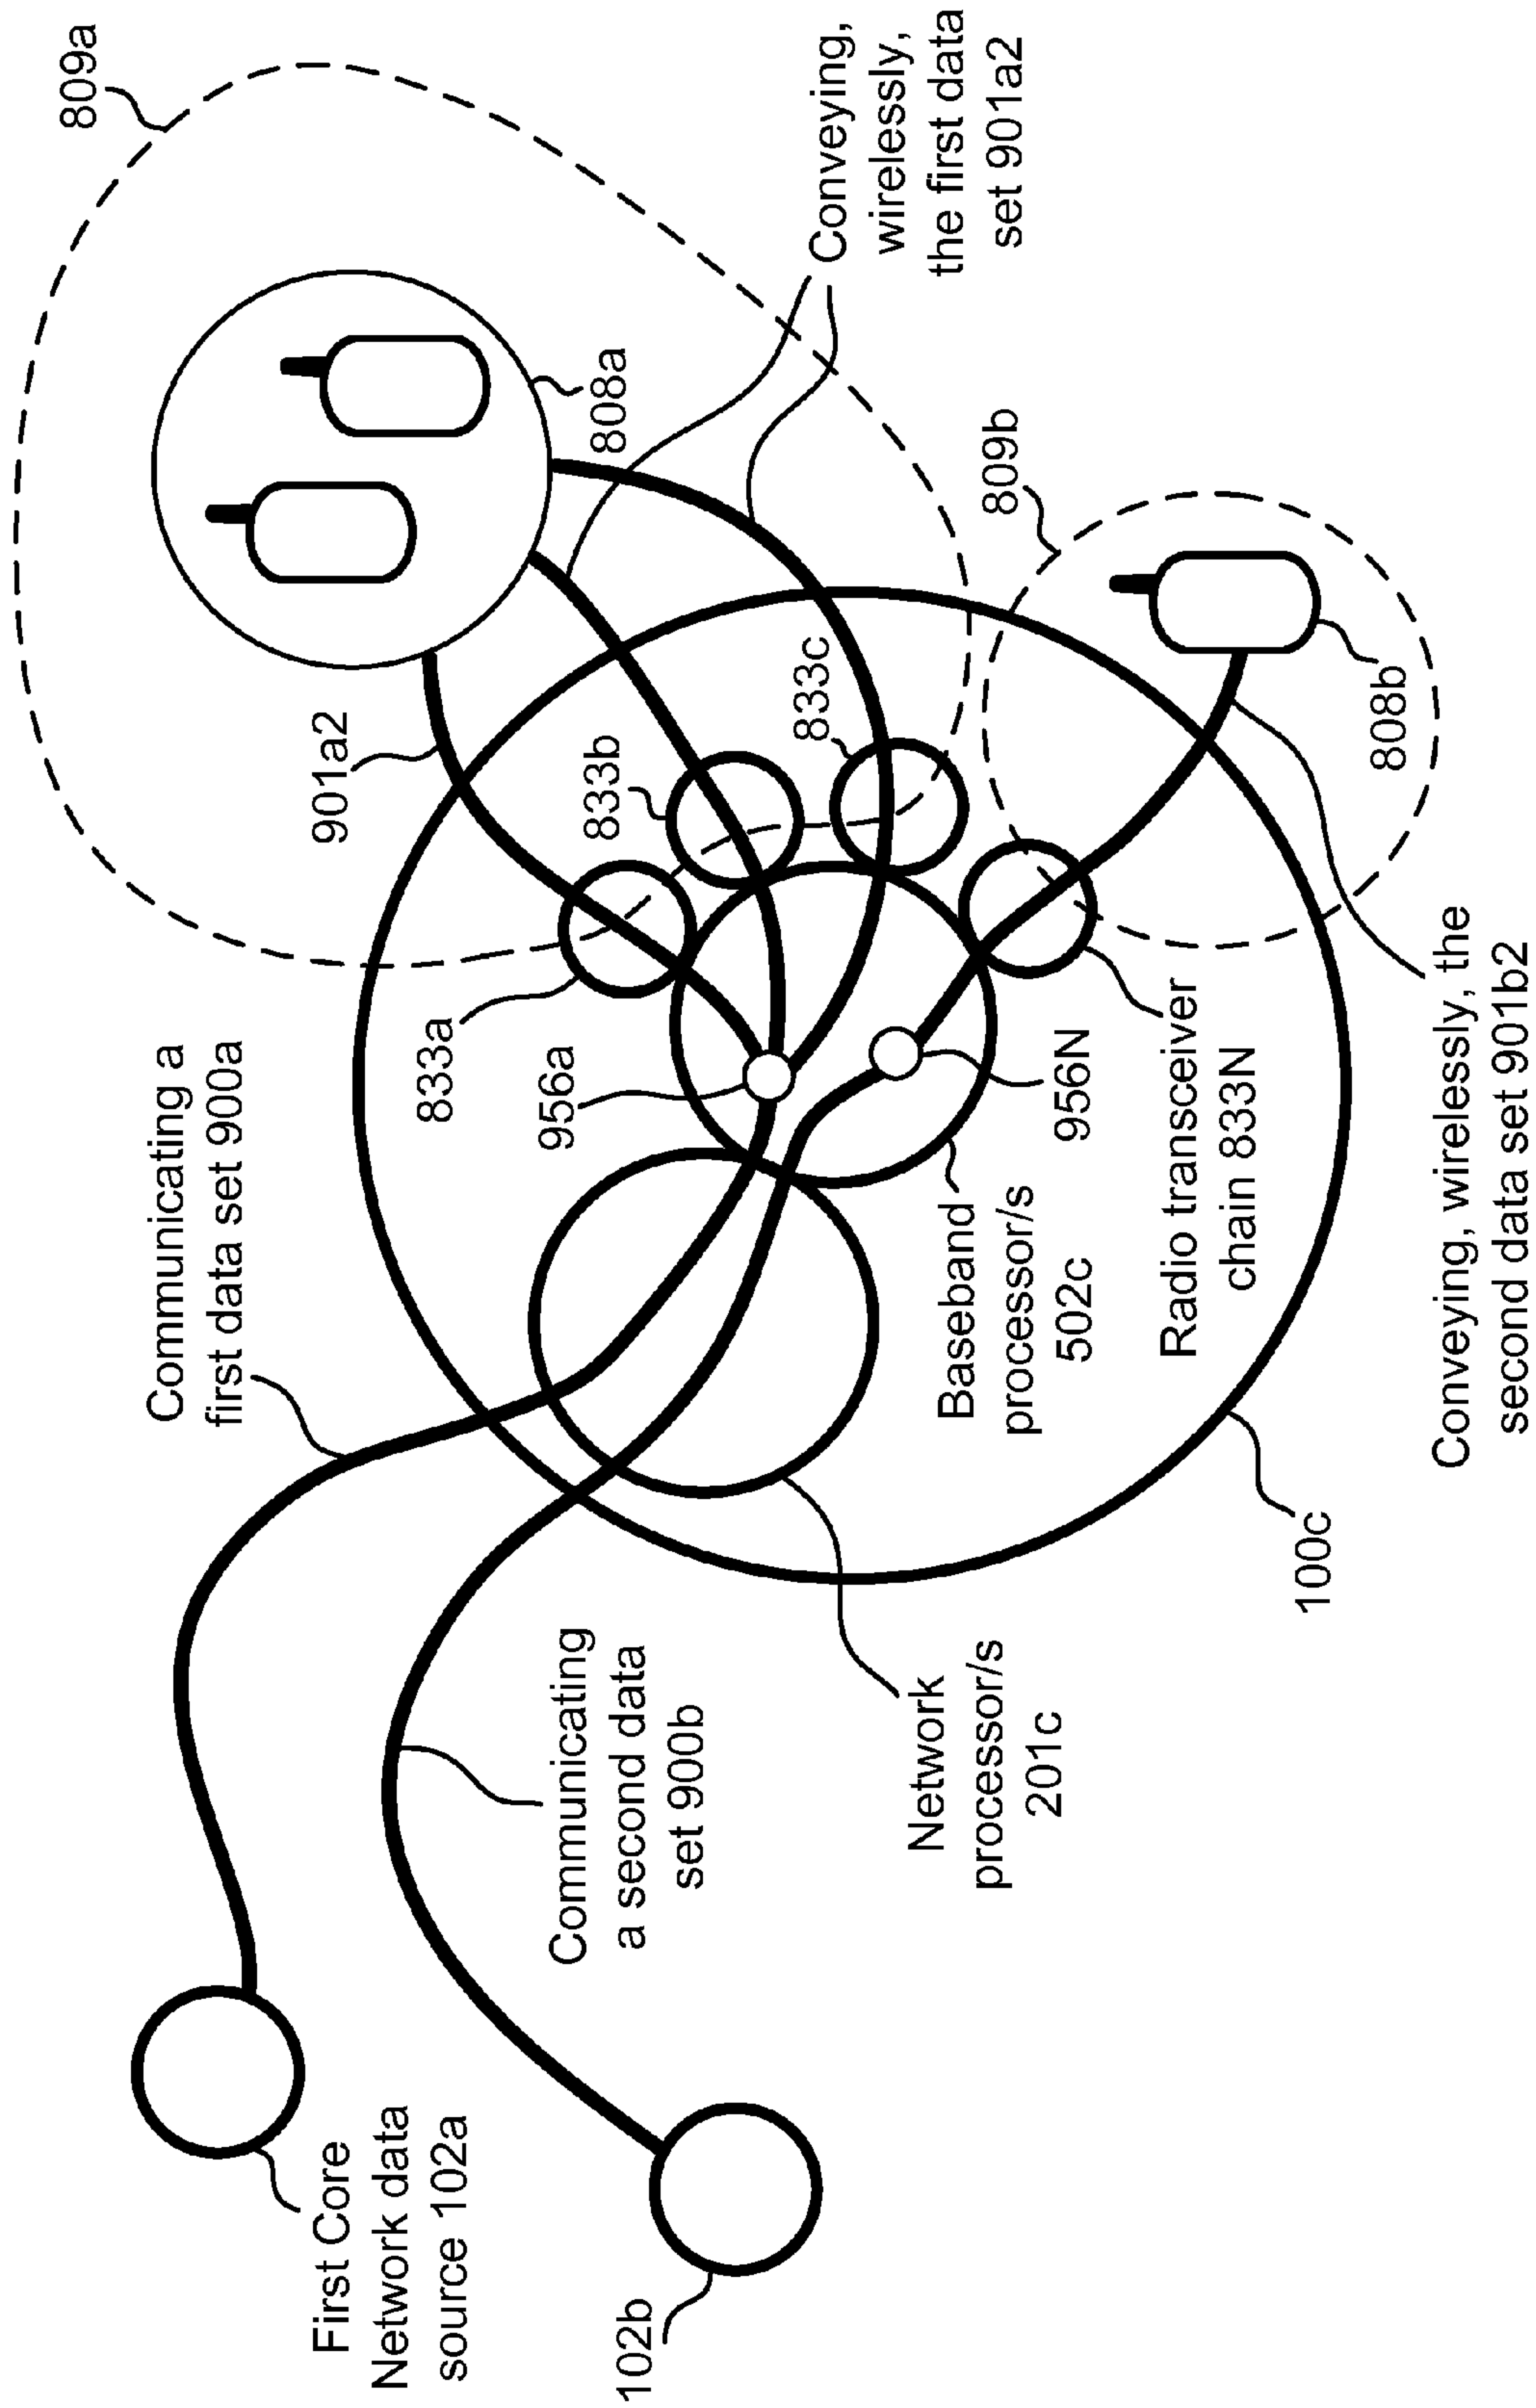 809a
Conveying,
wirelessly,
the first data
set 901a2
808a
809b
901a2
833b
833c
808b
833a
956a
956N
Communicating a
first data set 900a
Baseband
processor/s
502c
Radio transceiver
chain 833N
Conveying, wirelessly, the
second data set 901b2
100c
Communicating
a second data
set 900b
Network
processor/s
201c
First Core
Network data
source 102a
102b